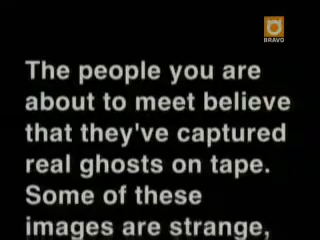 BRAVO
The people you are
about to meet believe
that they've captured
real ghosts on tape.
Some of these
images are strange,